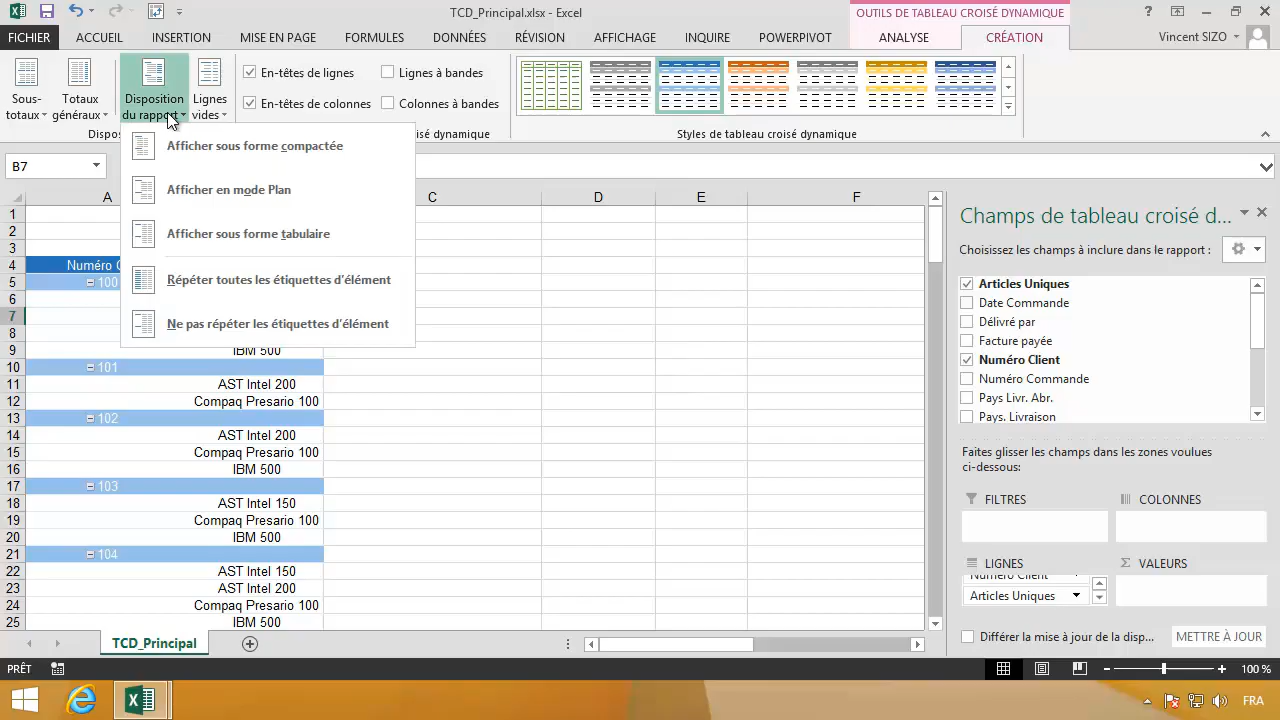 TCD_Principal.xlsx - Excel
OUTILS DE TABLEAU CROISÉ DYNAMIQUE
FICHIER ACCUEIL INSERTION MISE EN PAGE FORMULES DONNÉES RÉVISION AFFICHAGE INQUIRE POWERPIVOT ANALYSE CRÉATION
Vincent SIZO
Sous-
totaux
Totaux
généraux
Disposition
du rapport
Lignes
vides
En-têtes de lignes
Lignes à bandes
En-têtes de colonnes
Colonnes à bandes
Styles de tableau croisé dynamique
Afficher sous forme compactée
Afficher en mode Plan
Afficher sous forme tabulaire
Répéter toutes les étiquettes d'élément
Ne pas répéter les étiquettes d'élément
B7
A C D E F
1
2
3
4 Numéro
5 100
6
7
8
9 IBM 500
10 101
11 AST Intel 200
12 Compaq Presario 100
13 102
14 AST Intel 200
15 Compaq Presario 100
16 IBM 500
17 103
18 AST Intel 150
19 Compaq Presario 100
20 IBM 500
21 104
22 AST Intel 150
23 AST Intel 200
24 Compaq Presario 100
25 IBM 500
TCD_Principal
Champs de tableau croisé d...
Choisissez les champs à inclure dans le rapport :
Articles Uniques
Date Commande
Délivré par
Facture payée
Numéro Client
Numéro Commande
Pays Livr. Abr.
Pays. Livraison
Faites glisser les champs dans les zones voulues
ci-dessous:
FILTRES
COLONNES
LIGNES
VALEURS
Numéro Client
Articles Uniques
Différer la mise à jour de la disp...
METTRE À JOUR
PRÊT
100 %
FRA